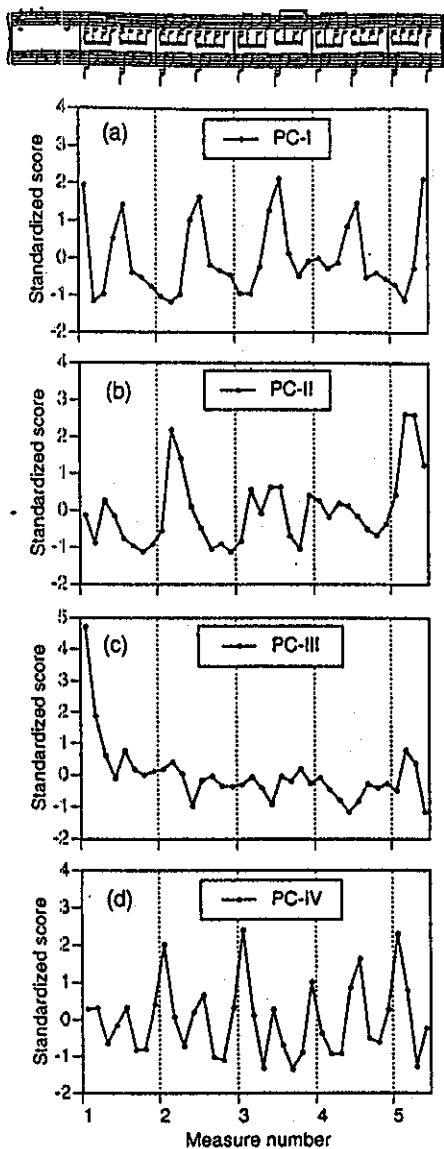 (a)
PC-I
Standardized score
4
3
2
1
0
-1
-2
(b)
PC-II
Standardized score
4
3
2
1
0
-1
-2
(c)
PC-III
Standardized score
5
4
3
2
1
0
-1
-2
(d)
PC-IV
Standardized score
4
3
2
1
0
-1
-2
1 2 3 4 5
Measure number